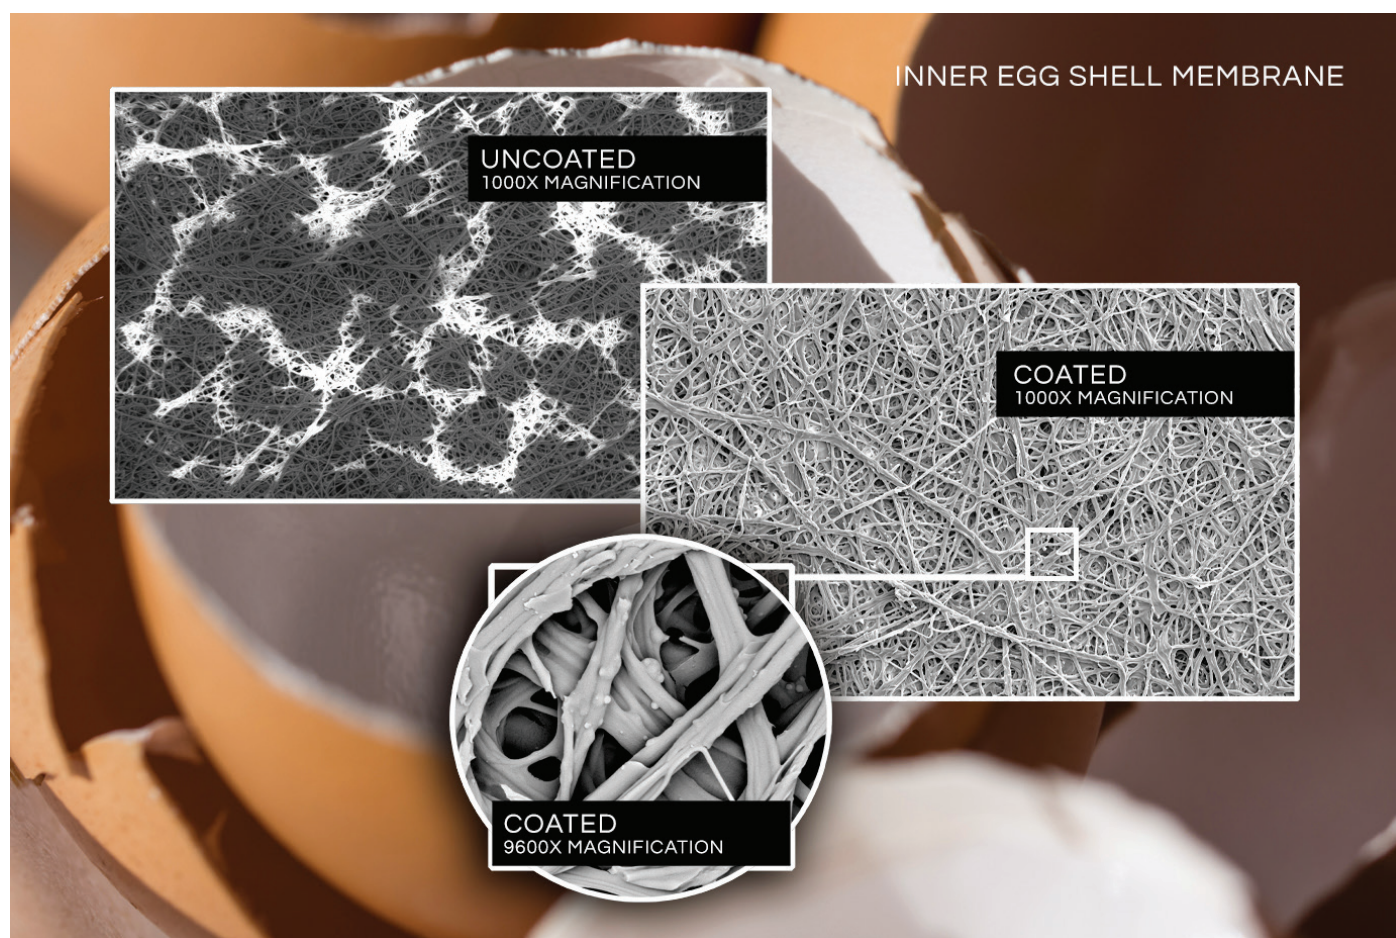 INNER EGG SHELL MEMBRANE
UNCOATED
1000X MAGNIFICATION
COATED
1000X MAGNIFICATION
COATED
9600X MAGNIFICATION